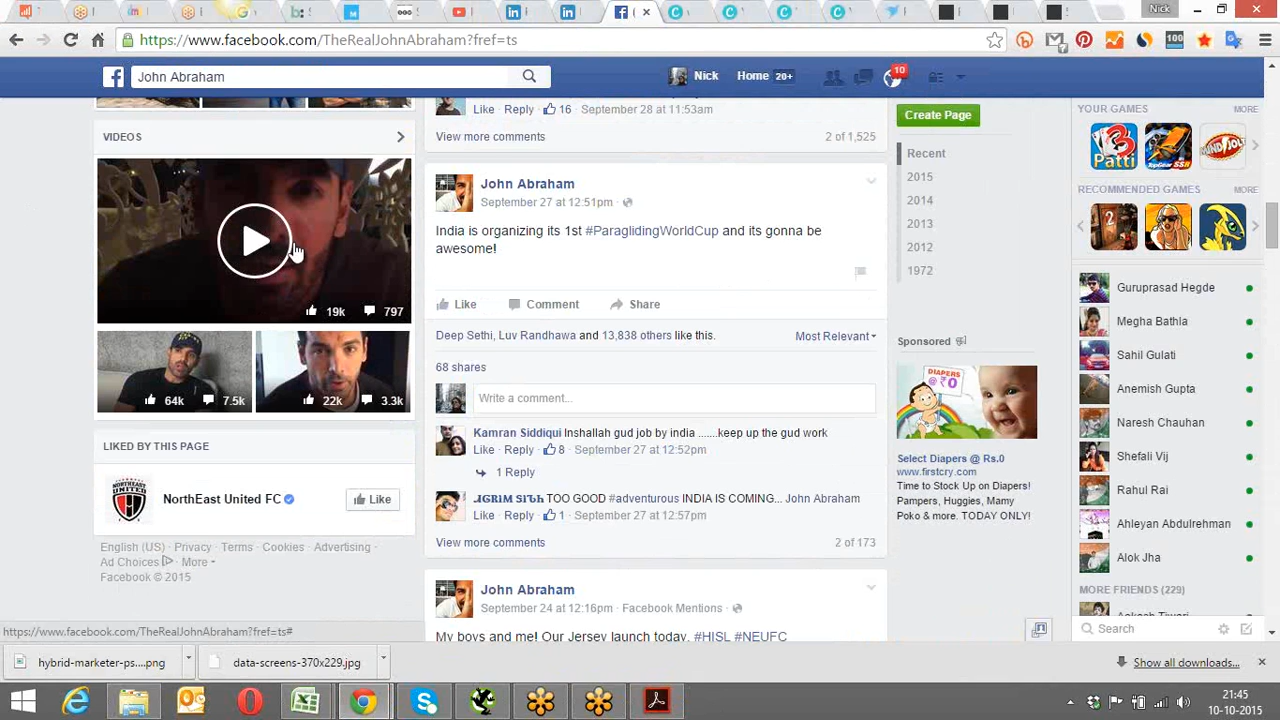 Nick
https://www.facebook.com/TheRealJohnAbraham?fref=ts
John Abraham
Nick
Home 20+
10
VIDEOS
19k 797
64k 7.5k
22k 3.3k
LIKED BY THIS PAGE
NorthEast United FC
Like
English (US) · Privacy · Terms · Cookies · Advertising ·
Ad Choices · More
Facebook © 2015
https://www.facebook.com/TheRealJohnAbraham?fref=ts#
Like · Reply · 16 · September 28 at 11:53am
View more comments
2 of 1,525
John Abraham
September 27 at 12:51pm ·
India is organizing its 1st #ParaglidingWorldCup and its gonna be
awesome!
Like Comment Share
Deep Sethi, Luv Randhawa and 13,838 others like this.
Most Relevant
68 shares
Write a comment...
Kamran Siddiqui Inshallah gud job by india .......keep up the gud work
Like · Reply · 8 · September 27 at 12:52pm
1 Reply
TOO GOOD #adventurous INDIA IS COMING... John Abraham
Like · Reply · 1 · September 27 at 12:57pm
View more comments
2 of 173
John Abraham
September 24 at 12:16pm · Facebook Mentions ·
My boys and me! Our Jersey launch today. #HISL #NEUFC
Create Page
Recent
2015
2014
2013
2012
1972
Sponsored
DIAPERS
@ ₹0
Select Diapers @ Rs.0
www.firstcry.com
Time to Stock Up on Diapers!
Pampers, Huggies, Mamy
Poko & more. TODAY ONLY!
YOUR GAMES
MORE
3
Patti
RECOMMENDED GAMES
MORE
2
Guruprasad Hegde
Megha Bathla
Sahil Gulati
Anemish Gupta
Naresh Chauhan
Shefali Vij
Rahul Rai
Ahleyan Abdulrehman
Alok Jha
MORE FRIENDS (229)
Search
hybrid-marketer-ps....png
data-screens-370x229.jpg
Show all downloads...
21:45
10-10-2015